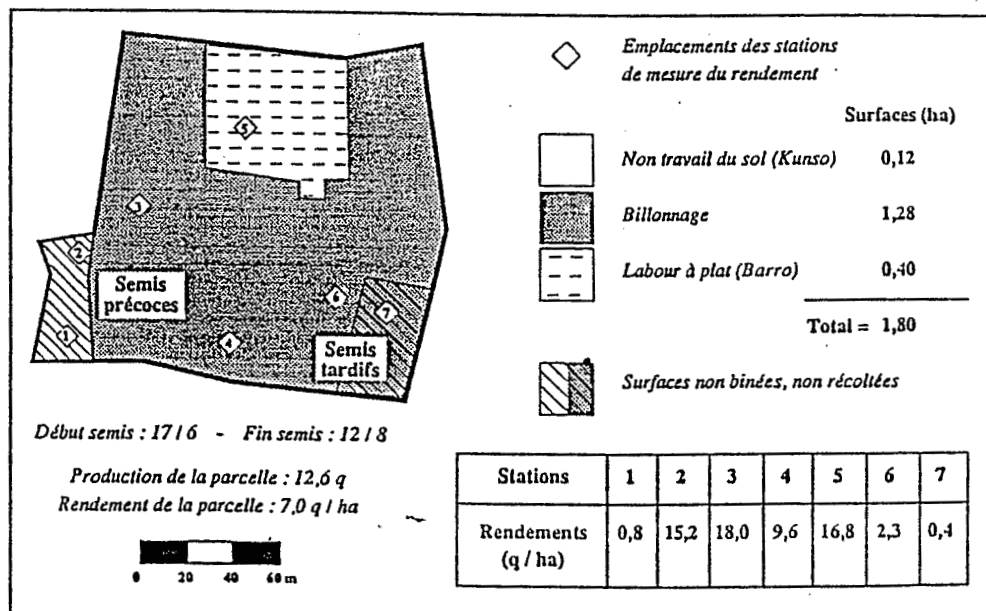 Emplacements des stations
de mesure du rendement
Surfaces (ha)
Non travail du sol (Kunso) 0,12
Billonnage 1,28
Labour à plat (Barro) 0,40
Total = 1,80
Surfaces non binées, non récoltées
5
3
2
Semis
précoces
6
7
1
4
Semis
tardifs
Début semis : 17 / 6 - Fin semis : 12 / 8
Production de la parcelle : 12,6 q
Rendement de la parcelle : 7,0 q / ha
0 20 40 60 m
Stations 1 2 3 4 5 6 7
Rendements 0,8 15,2 18,0 9,6 16,8 2,3 0,4
(q / ha)